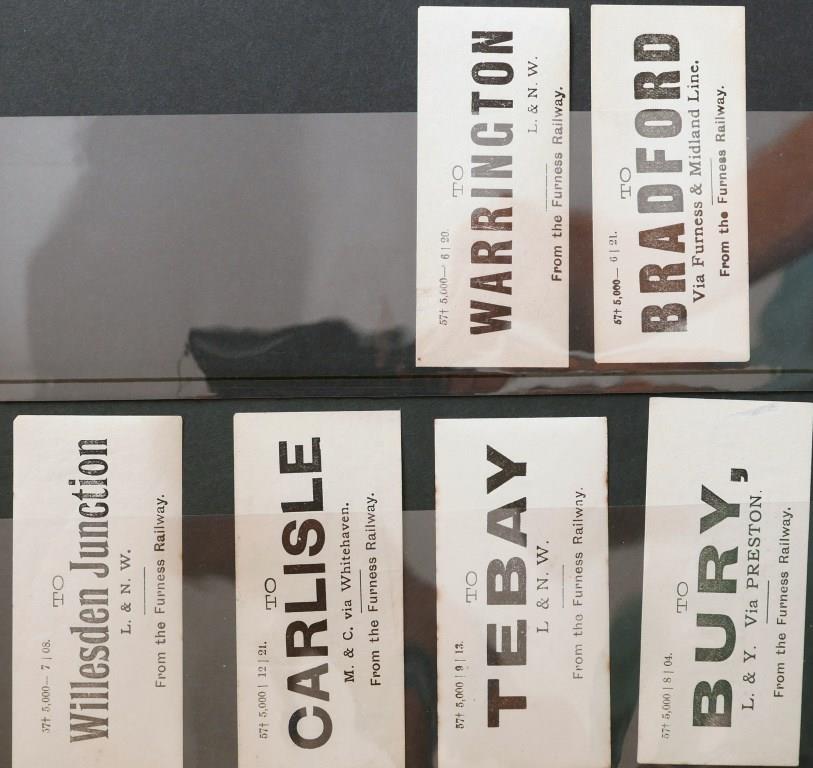 57† 5,000— 7 | 08.
TO
Willesden Junction
L. & N. W.
From the Furness Railway.
57† 5,000 | 12 | 21.
TO
CARLISLE
M. & C. via Whitehaven.
From the Furness Railway.
57† 5,000 | 9 | 13.
TO
TEBAY
L & N. W.
From the Furness Railway.
57† 5,000 | 8 | 04.
TO
BURY,
L. & Y. Via PRESTON.
From the Furness Railway.
57† 5,000— 6 | 20.
TO
WARRINGTON
L. & N. W.
From the Furness Railway.
57† 5,000— 6 | 21.
TO
BRADFORD
Via Furness & Midland Line.
From the Furness Railway.